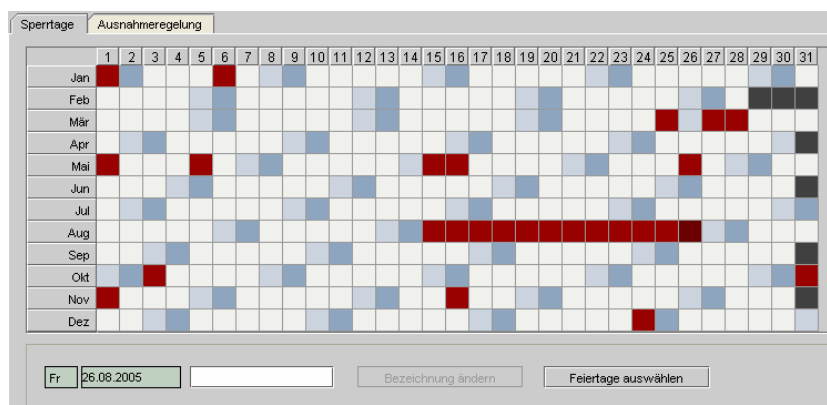 Sperrtage Ausnahmeregelung
1 2 3 4 5 6 7 8 9 10 11 12 13 14 15 16 17 18 19 20 21 22 23 24 25 26 27 28 29 30 31
Jan
Feb
Mär
Apr
Mai
Jun
Jul
Aug
Sep
Okt
Nov
Dez
Fr 26.08.2005 Bezeichnung ändern Feiertage auswählen